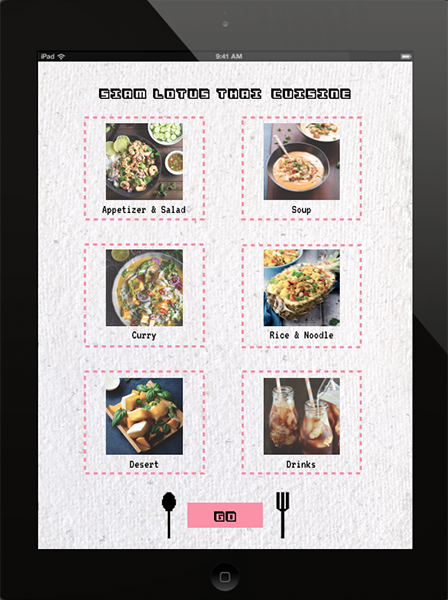 iPad 9:41 AM
SIAM LOTUS THAI CUISINE
Appetizer & Salad Soup
Curry Rice & Noodle
Desert Drinks
GO